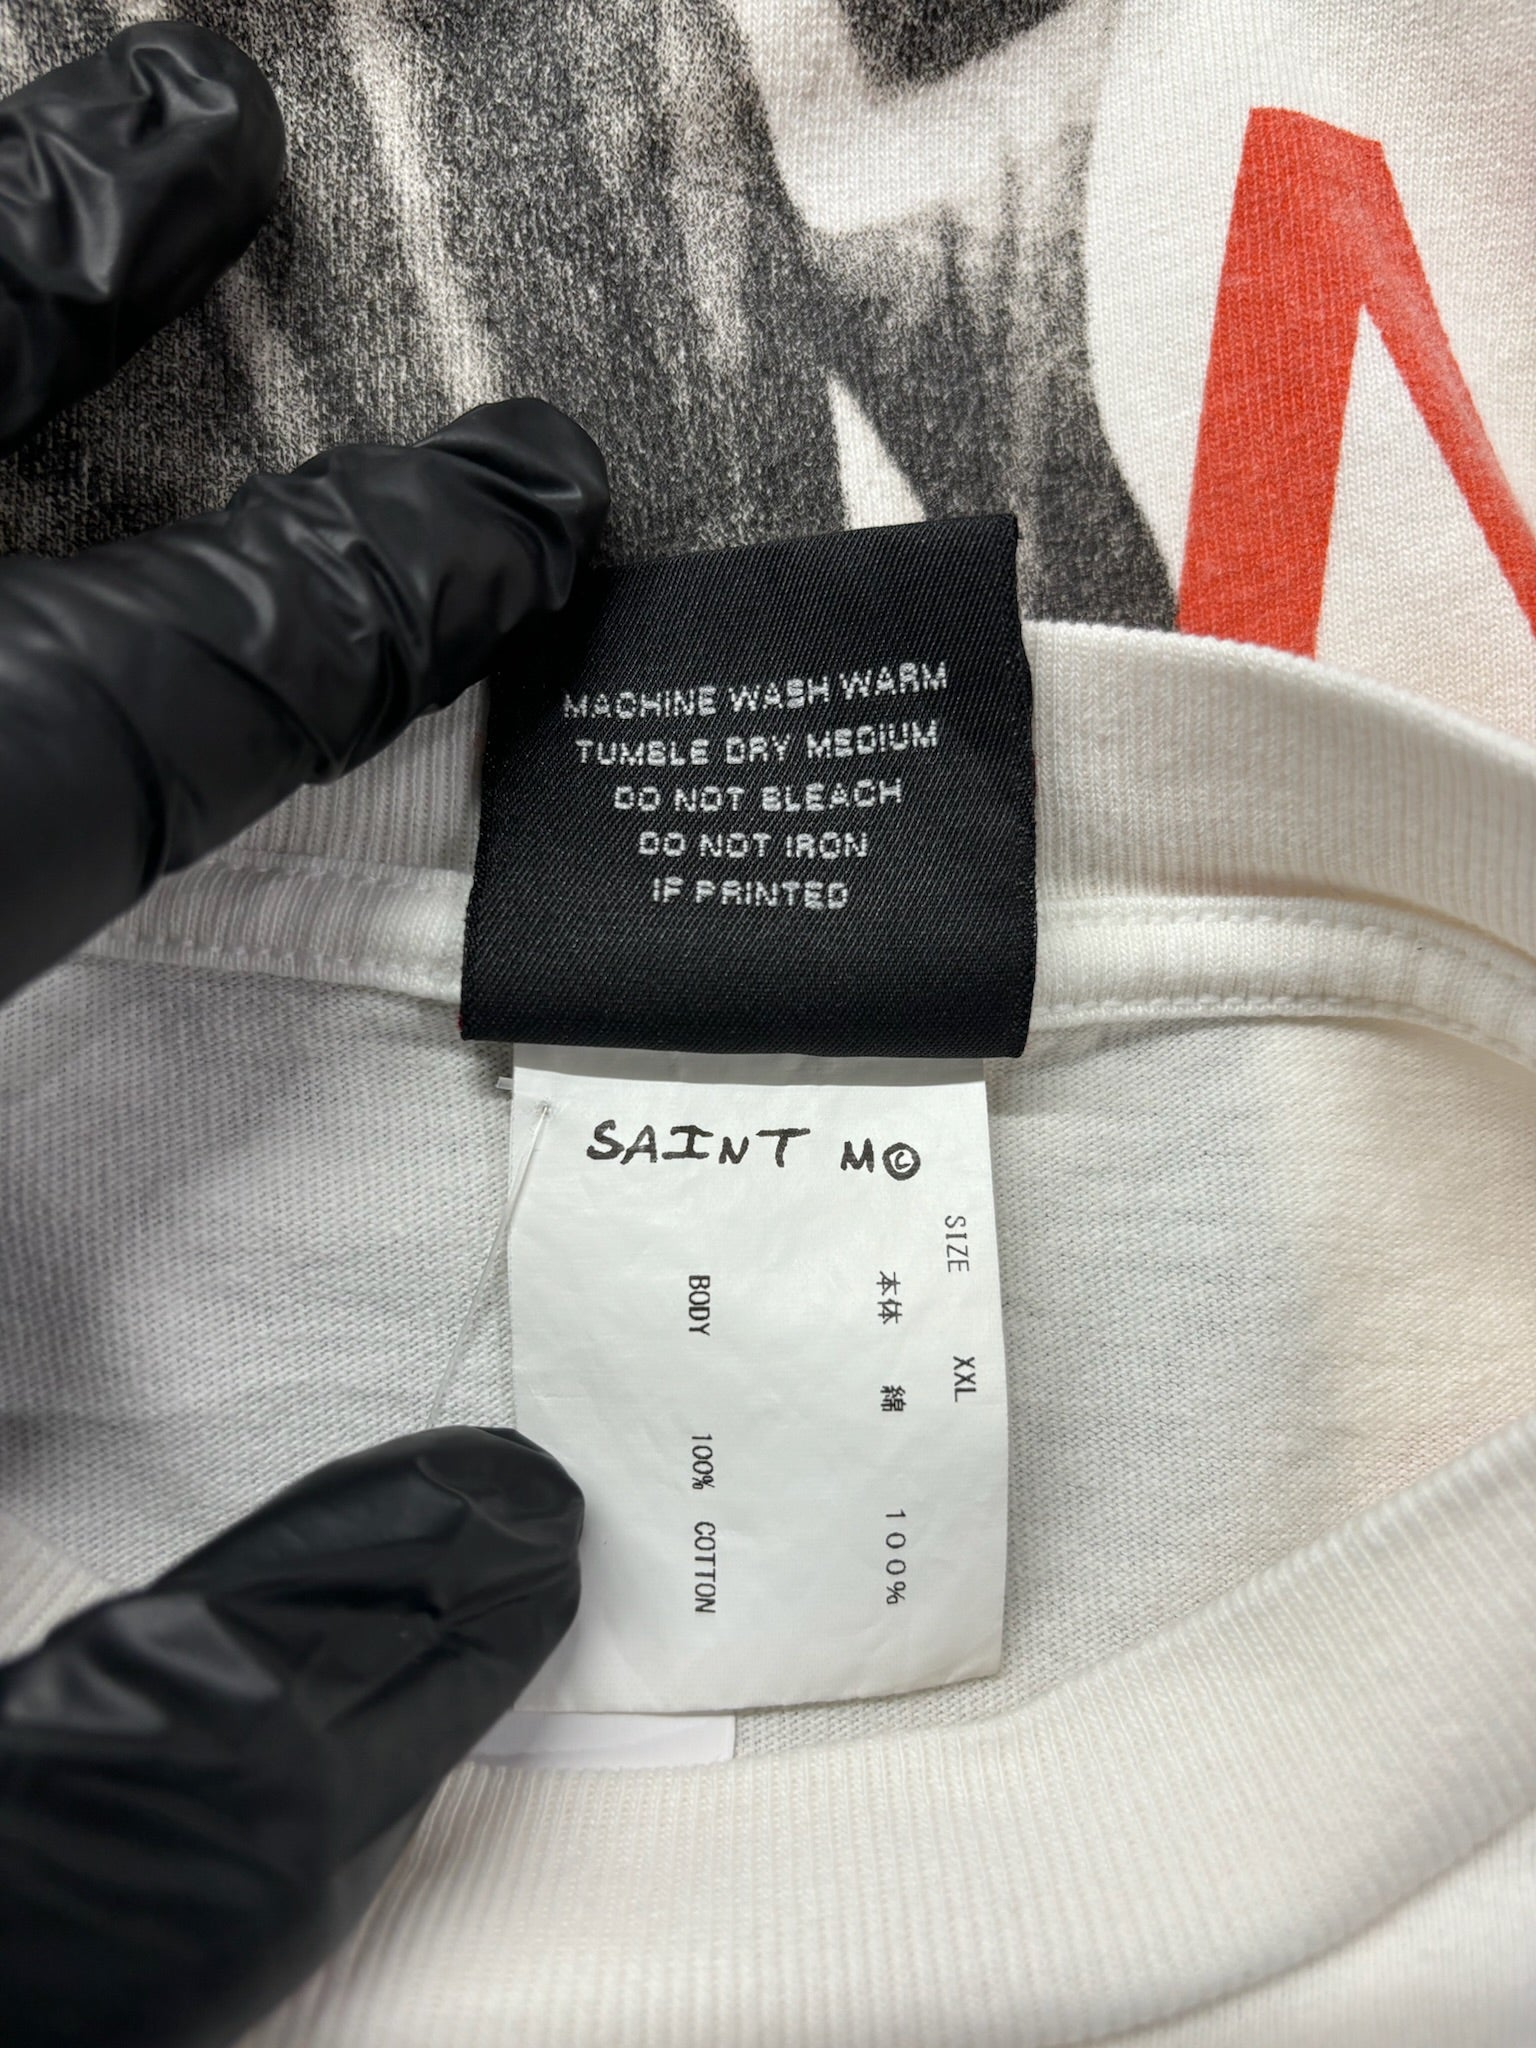 MACHINE WASH WARM
TUMBLE DRY MEDIUM
DO NOT BLEACH
DO NOT IRON
IF PRINTED
SAINT M©
SIZE XXL
本体 綿 100%
BODY 100% COTTON